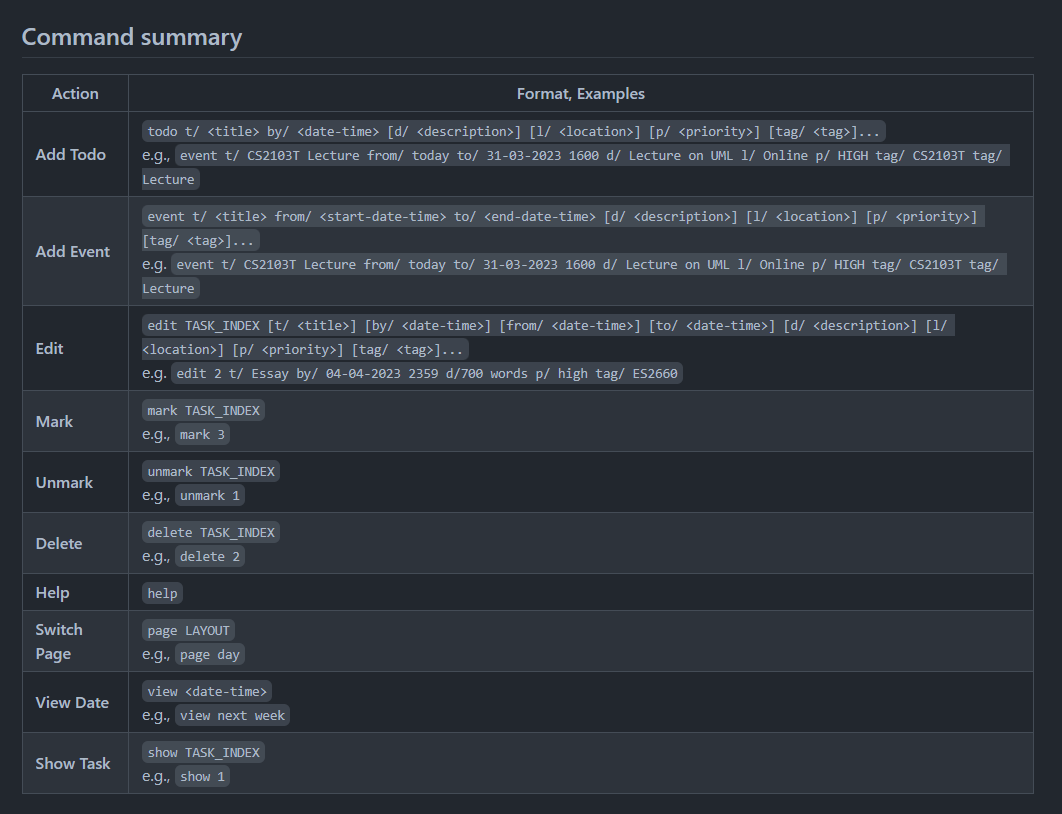 Command summary
Action Format, Examples
Add Todo
todo t/ <title> by/ <date-time> [d/ <description>] [l/ <location>] [p/ <priority>] [tag/ <tag>]...
e.g., event t/ CS2103T Lecture from/ today to/ 31-03-2023 1600 d/ Lecture on UML l/ Online p/ HIGH tag/ CS2103T tag/
Lecture
Add Event
event t/ <title> from/ <start-date-time> to/ <end-date-time> [d/ <description>] [l/ <location>] [p/ <priority>]
[tag/ <tag>]...
e.g. event t/ CS2103T Lecture from/ today to/ 31-03-2023 1600 d/ Lecture on UML l/ Online p/ HIGH tag/ CS2103T tag/
Lecture
Edit
edit TASK_INDEX [t/ <title>] [by/ <date-time>] [from/ <date-time>] [to/ <date-time>] [d/ <description>] [l/
<location>] [p/ <priority>] [tag/ <tag>]...
e.g. edit 2 t/ Essay by/ 04-04-2023 2359 d/700 words p/ high tag/ ES2660
Mark
mark TASK_INDEX
e.g., mark 3
Unmark
unmark TASK_INDEX
e.g., unmark 1
Delete
delete TASK_INDEX
e.g., delete 2
Help
help
Switch
Page
page LAYOUT
e.g., page day
View Date
view <date-time>
e.g., view next week
Show Task
show TASK_INDEX
e.g., show 1